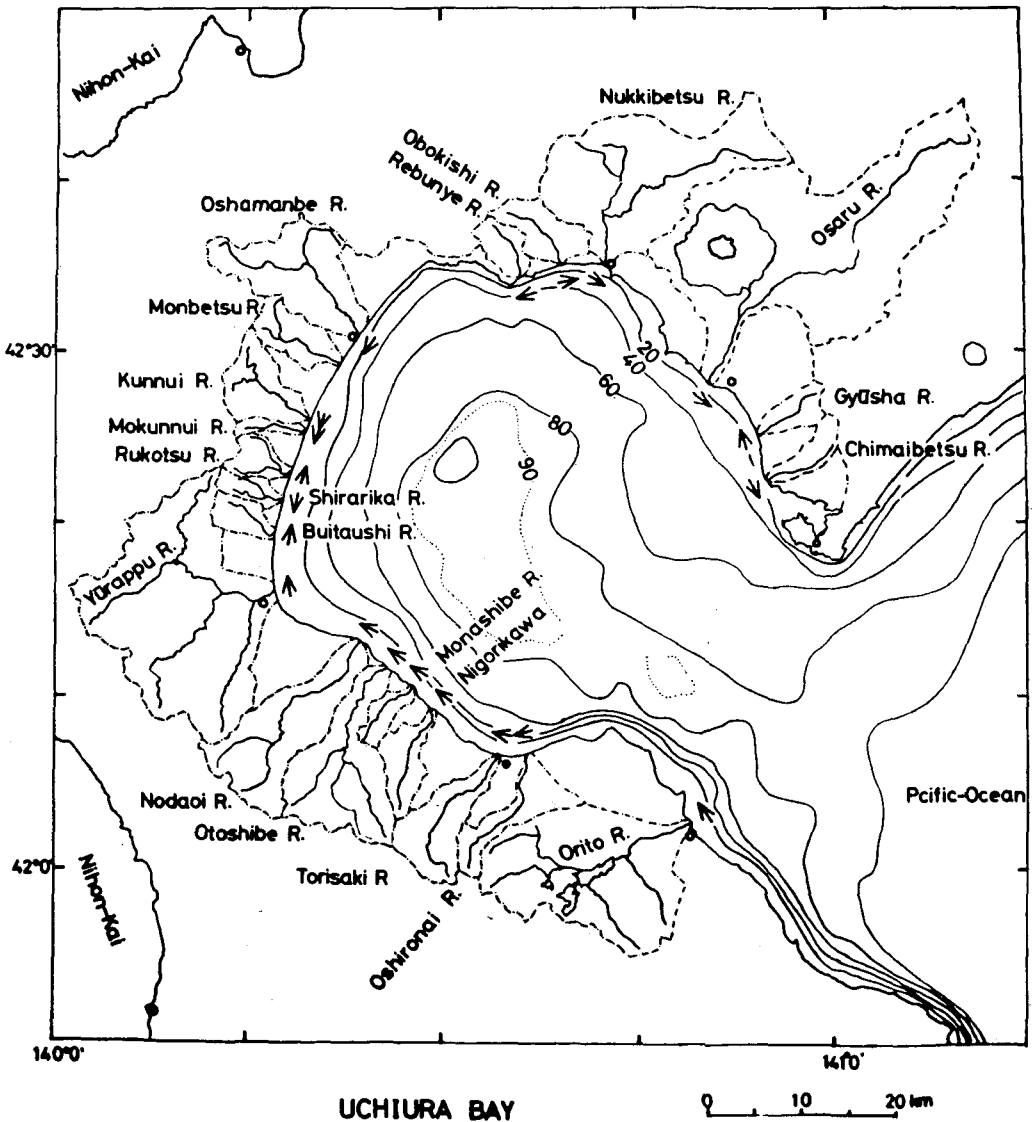 Nihon-Kai
Nukkibetsu R.
Obokishi R.
Rebunye R.
Osaru R.
Oshamanbe R.
Monbetsu R.
42°30'
20
40
60
80
90
Kunnui R.
Gyūsha R.
Mokunnui R.
Rukotsu R.
Chimaibetsu R.
Shirarika R.
Buitaushi R.
Yūrappu R.
Monashibe R.
Nigorikawa
Nodaoi R.
Otoshibe R.
Pcific-Ocean
Orito R.
42°0'
Torisaki R
Nihon-Kai
Oshironai R.
140°0'
141°0'
UCHIURA BAY
0 10 20 km